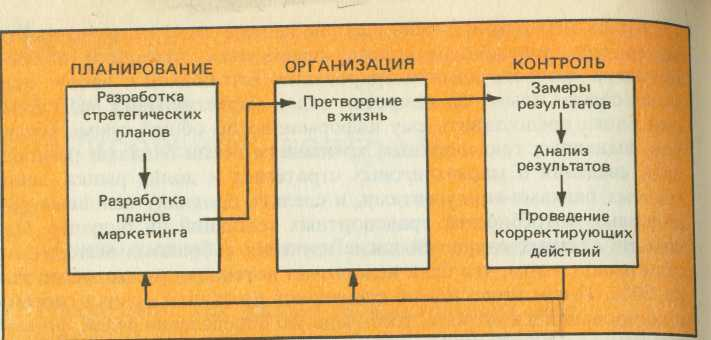 ПЛАНИРОВАНИЕ
Разработка
стратегических
планов
Разработка
планов
маркетинга
ОРГАНИЗАЦИЯ
Претворение
в жизнь
КОНТРОЛЬ
Замеры
результатов
Анализ
результатов
Проведение
корректирующих
действий